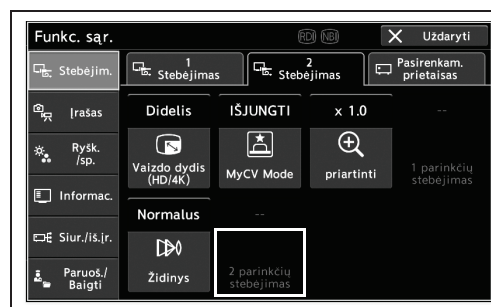 Funkc. sąr.
RDI NBI
Uždaryti
Stebėjim.
1
Stebėjimas
2
Stebėjimas
Pasirenkam.
prietaisas
Įrašas
Ryšk.
/sp.
Informac.
Siur./iš.įr.
Paruoš./
Baigti
Didelis
IŠJUNGTI
x 1.0
--
Vaizdo dydis
(HD/4K)
MyCV Mode
priartinti
1 parinkčių
stebėjimas
Normalus
--
Židinys
2 parinkčių
stebėjimas